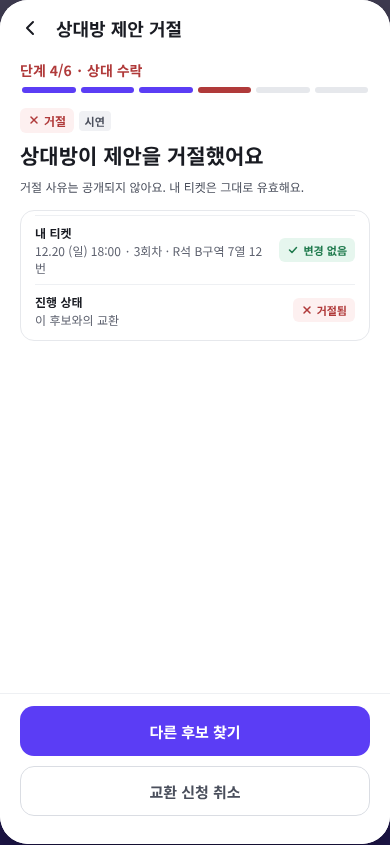 상대방 제안 거절
단계 4/6 · 상대 수락
거절 시연
상대방이 제안을 거절했어요
거절 사유는 공개되지 않아요. 내 티켓은 그대로 유효해요.
내 티켓
12.20 (일) 18:00 · 3회차 · R석 B구역 7열 12
번
변경 없음
진행 상태
이 후보와의 교환
거절됨
다른 후보 찾기
교환 신청 취소